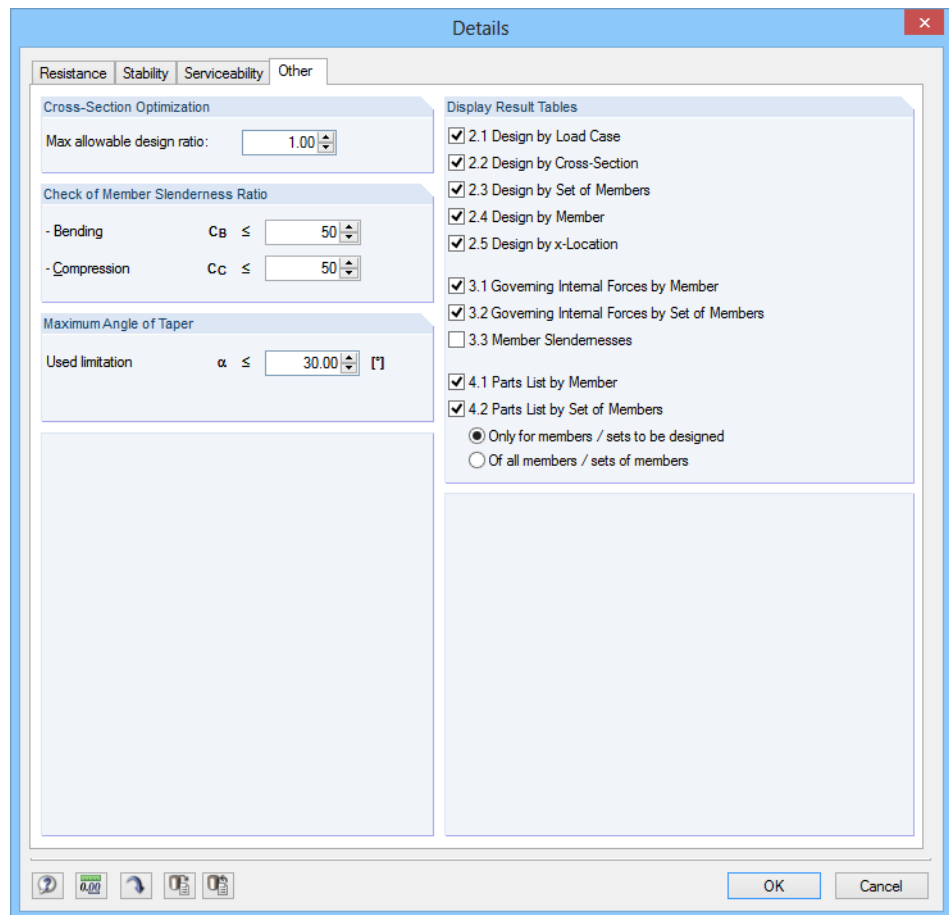 Details
Resistance Stability Serviceability Other
Cross-Section Optimization
Max allowable design ratio: 1.00
Check of Member Slenderness Ratio
- Bending CB ≤ 50
- Compression CC ≤ 50
Maximum Angle of Taper
Used limitation α ≤ 30.00 [°]
Display Result Tables
2.1 Design by Load Case
2.2 Design by Cross-Section
2.3 Design by Set of Members
2.4 Design by Member
2.5 Design by x-Location
3.1 Governing Internal Forces by Member
3.2 Governing Internal Forces by Set of Members
3.3 Member Slendernesses
4.1 Parts List by Member
4.2 Parts List by Set of Members
Only for members / sets to be designed
Of all members / sets of members
0.00
OK Cancel